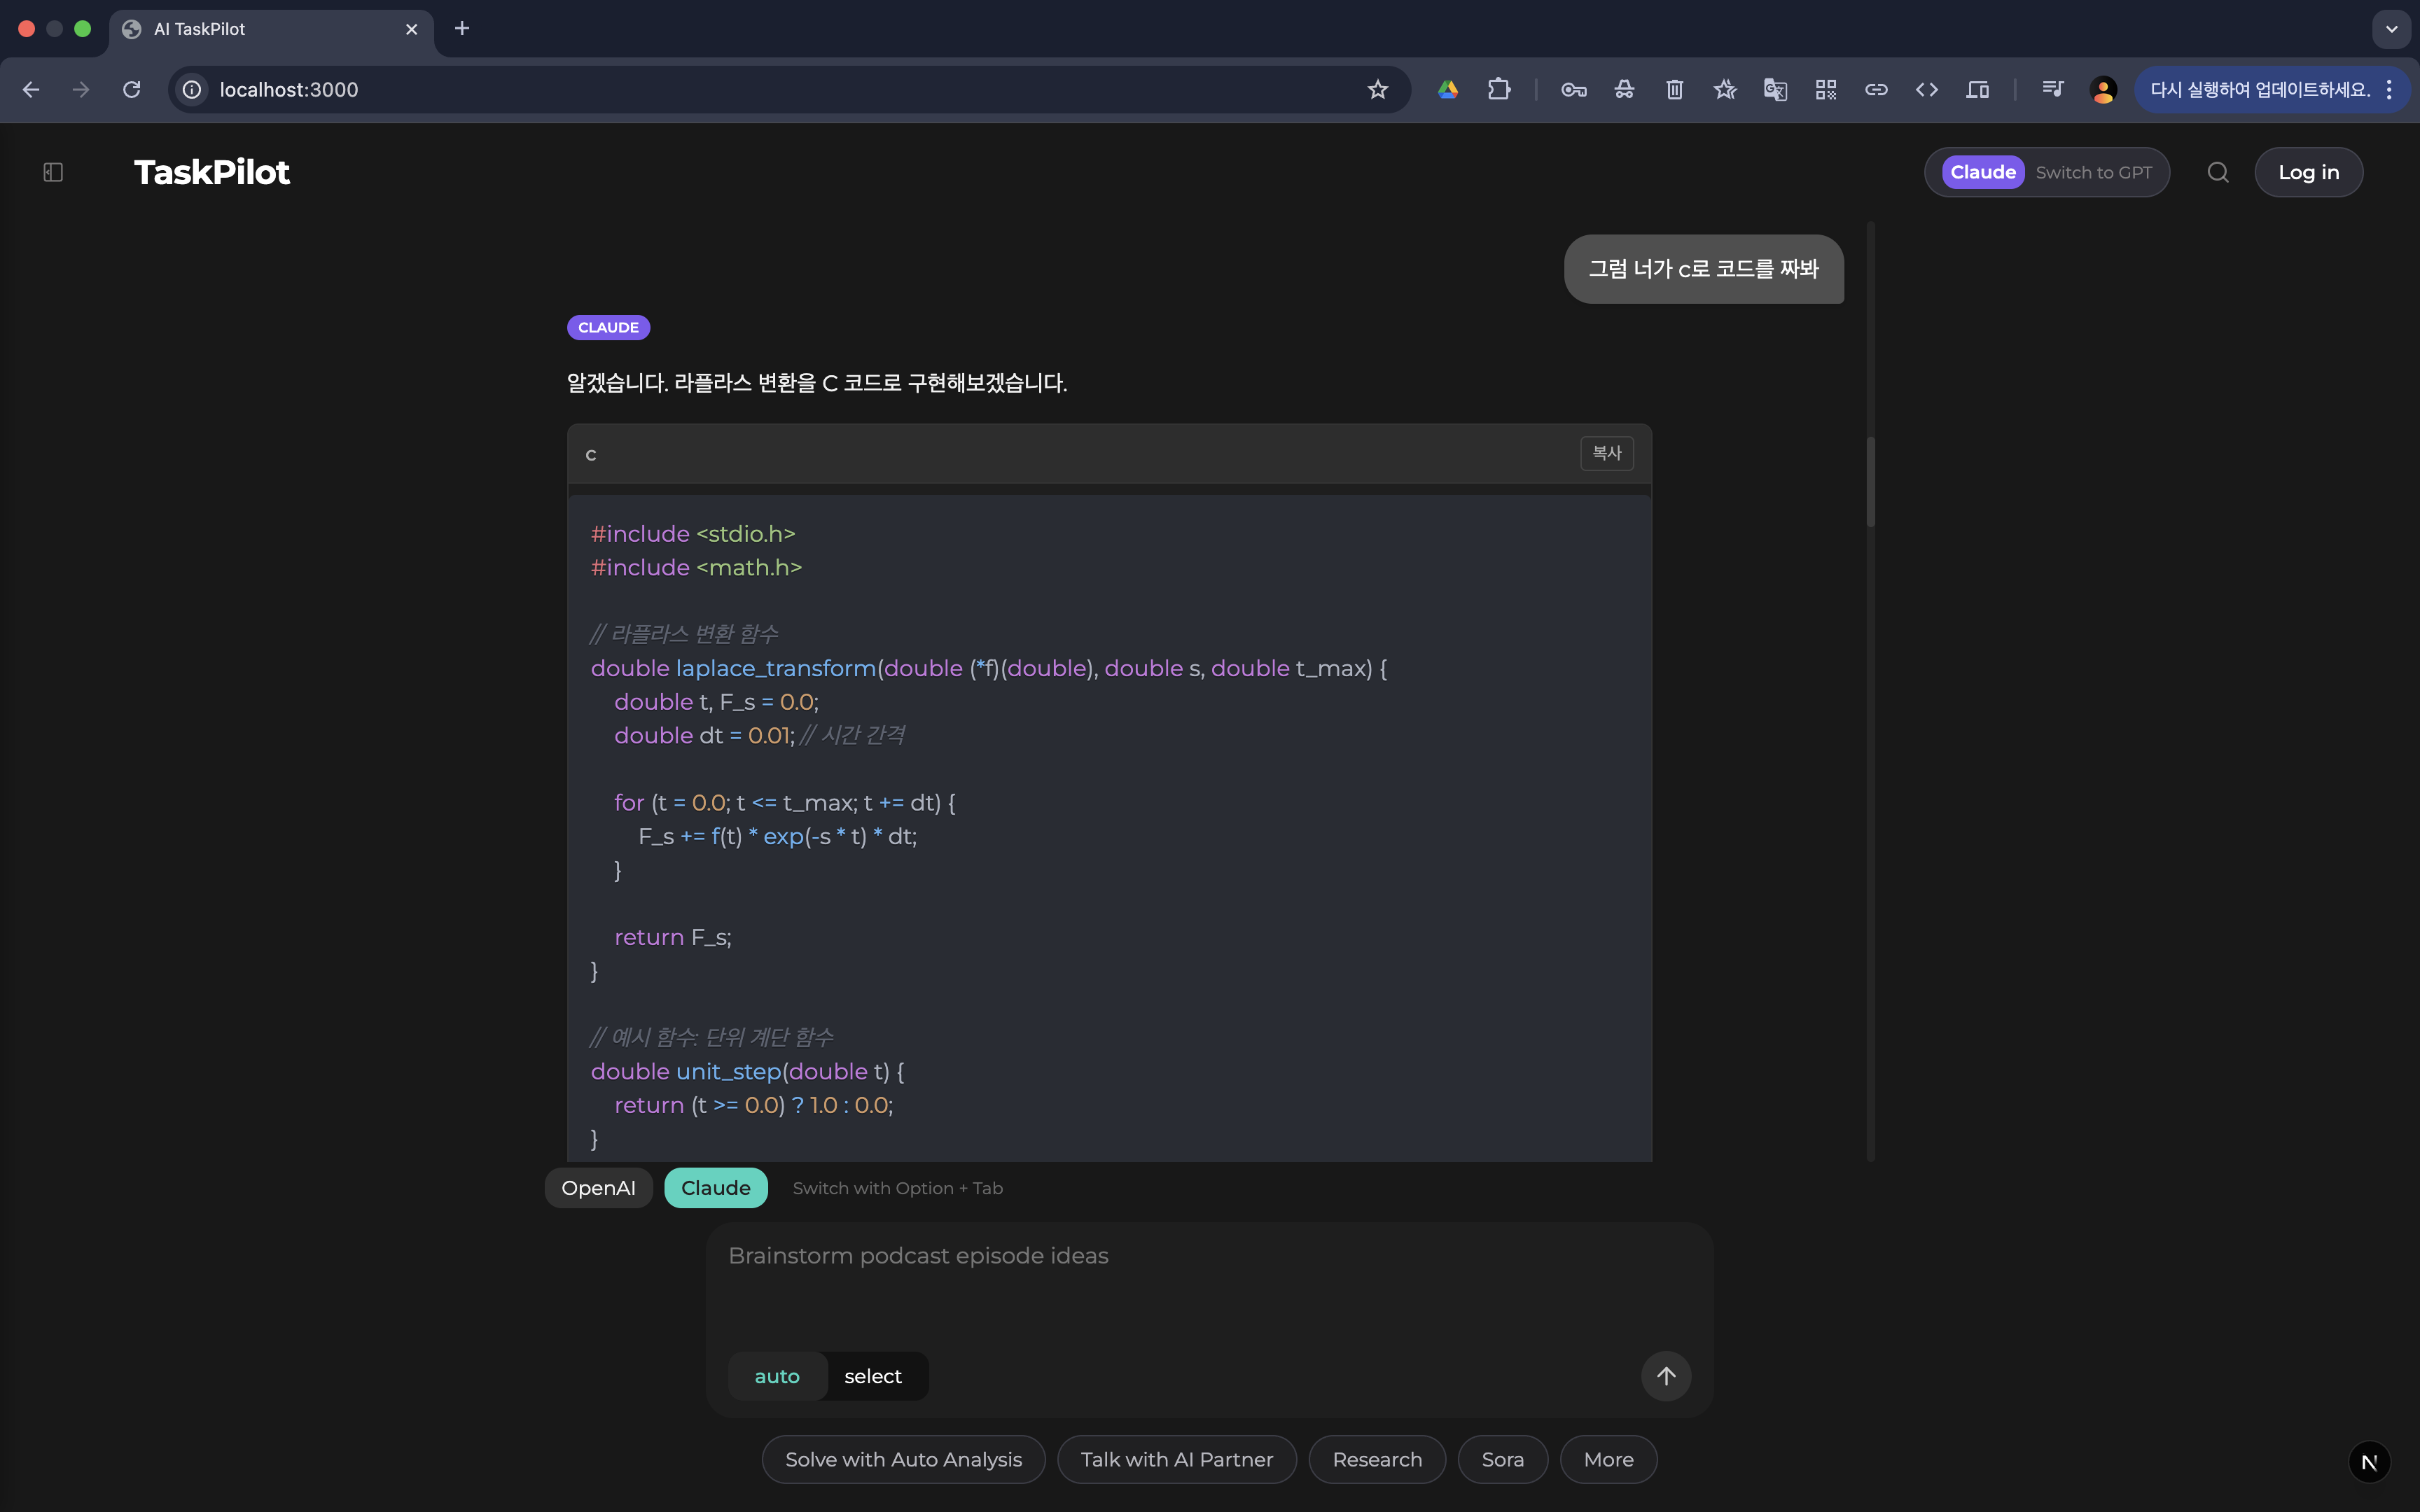 AI TaskPilot
localhost:3000
다시 실행하여 업데이트하세요.
TaskPilot
Claude Switch to GPT
Log in
그럼 너가 c로 코드를 짜봐
CLAUDE
알겠습니다. 라플라스 변환을 C 코드로 구현해보겠습니다.
c
복사
#include <stdio.h>
#include <math.h>
// 라플라스 변환 함수
double laplace_transform(double (*f)(double), double s, double t_max) {
double t, F_s = 0.0;
double dt = 0.01; // 시간 간격
for (t = 0.0; t <= t_max; t += dt) {
F_s += f(t) * exp(-s * t) * dt;
}
return F_s;
}
// 예시 함수: 단위 계단 함수
double unit_step(double t) {
return (t >= 0.0) ? 1.0 : 0.0;
}
OpenAI Claude Switch with Option + Tab
Brainstorm podcast episode ideas
auto select
Solve with Auto Analysis Talk with AI Partner Research Sora More
N